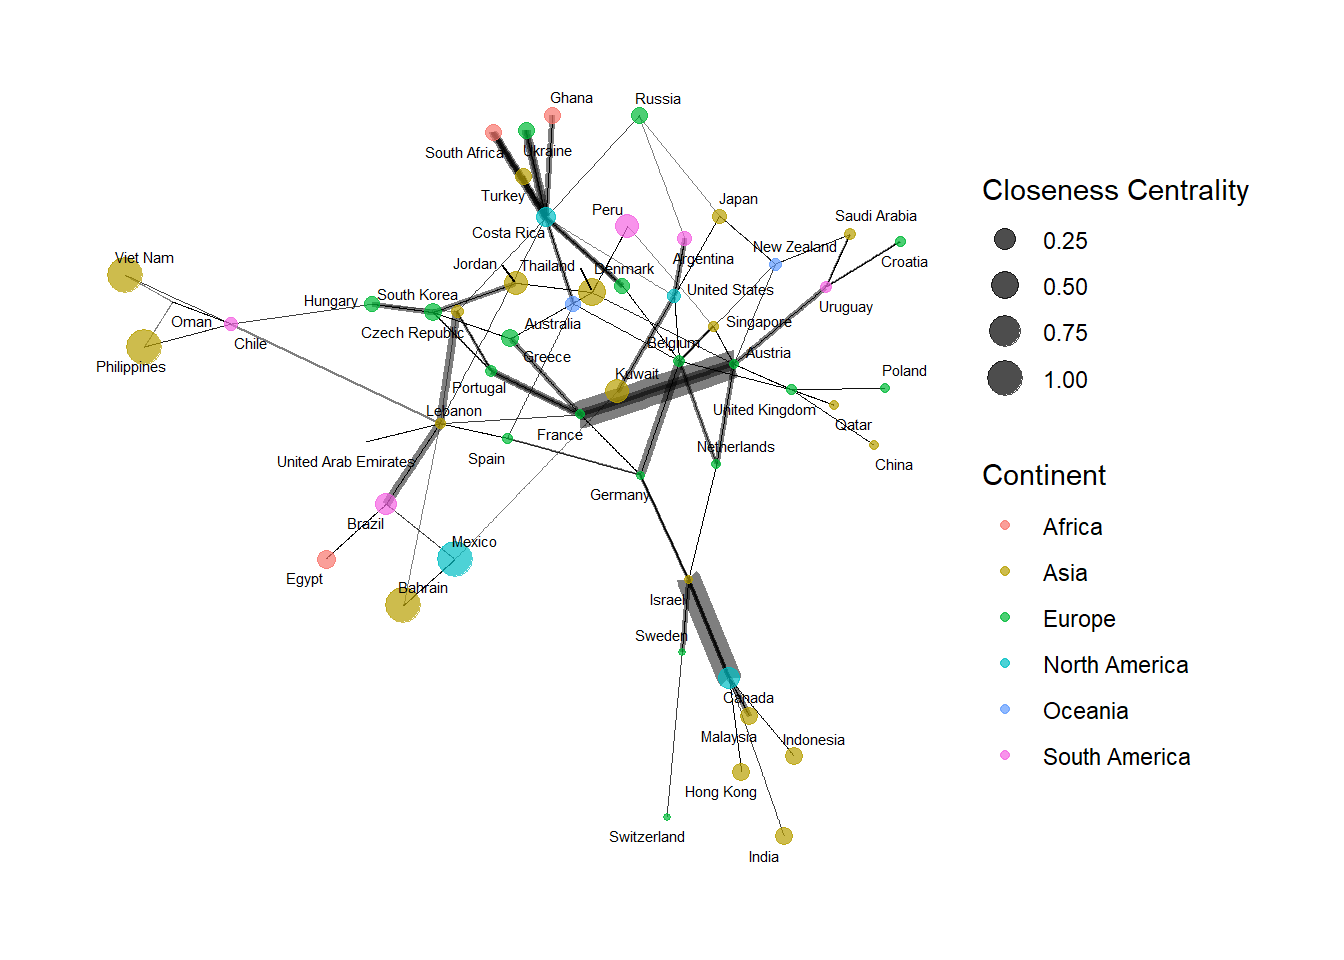 Ghana
Russia
South Africa
Ukraine
Turkey
Japan
Peru
Saudi Arabia
Costa Rica
New Zealand
Croatia
Viet Nam
Jordan
Thailand
Denmark
Argentina
Hungary
South Korea
United States
Uruguay
Oman
Chile
Czech Republic
Australia
Singapore
Greece
Belgium
Austria
Philippines
Kuwait
Poland
Portugal
Lebanon
United Kingdom
Qatar
France
Netherlands
United Arab Emirates
Spain
China
Germany
Brazil
Mexico
Egypt
Bahrain
Israel
Sweden
Canada
Malaysia
Indonesia
Hong Kong
Switzerland
India
Closeness Centrality
0.25
0.50
0.75
1.00
Continent
Africa
Asia
Europe
North America
Oceania
South America